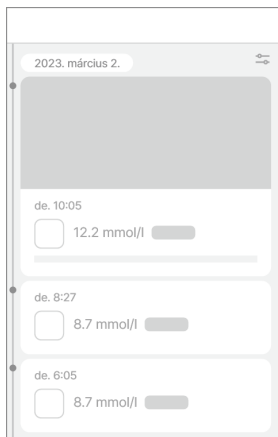 2023. március 2.
de. 10:05
12.2 mmol/l
de. 8:27
8.7 mmol/l
de. 6:05
8.7 mmol/l